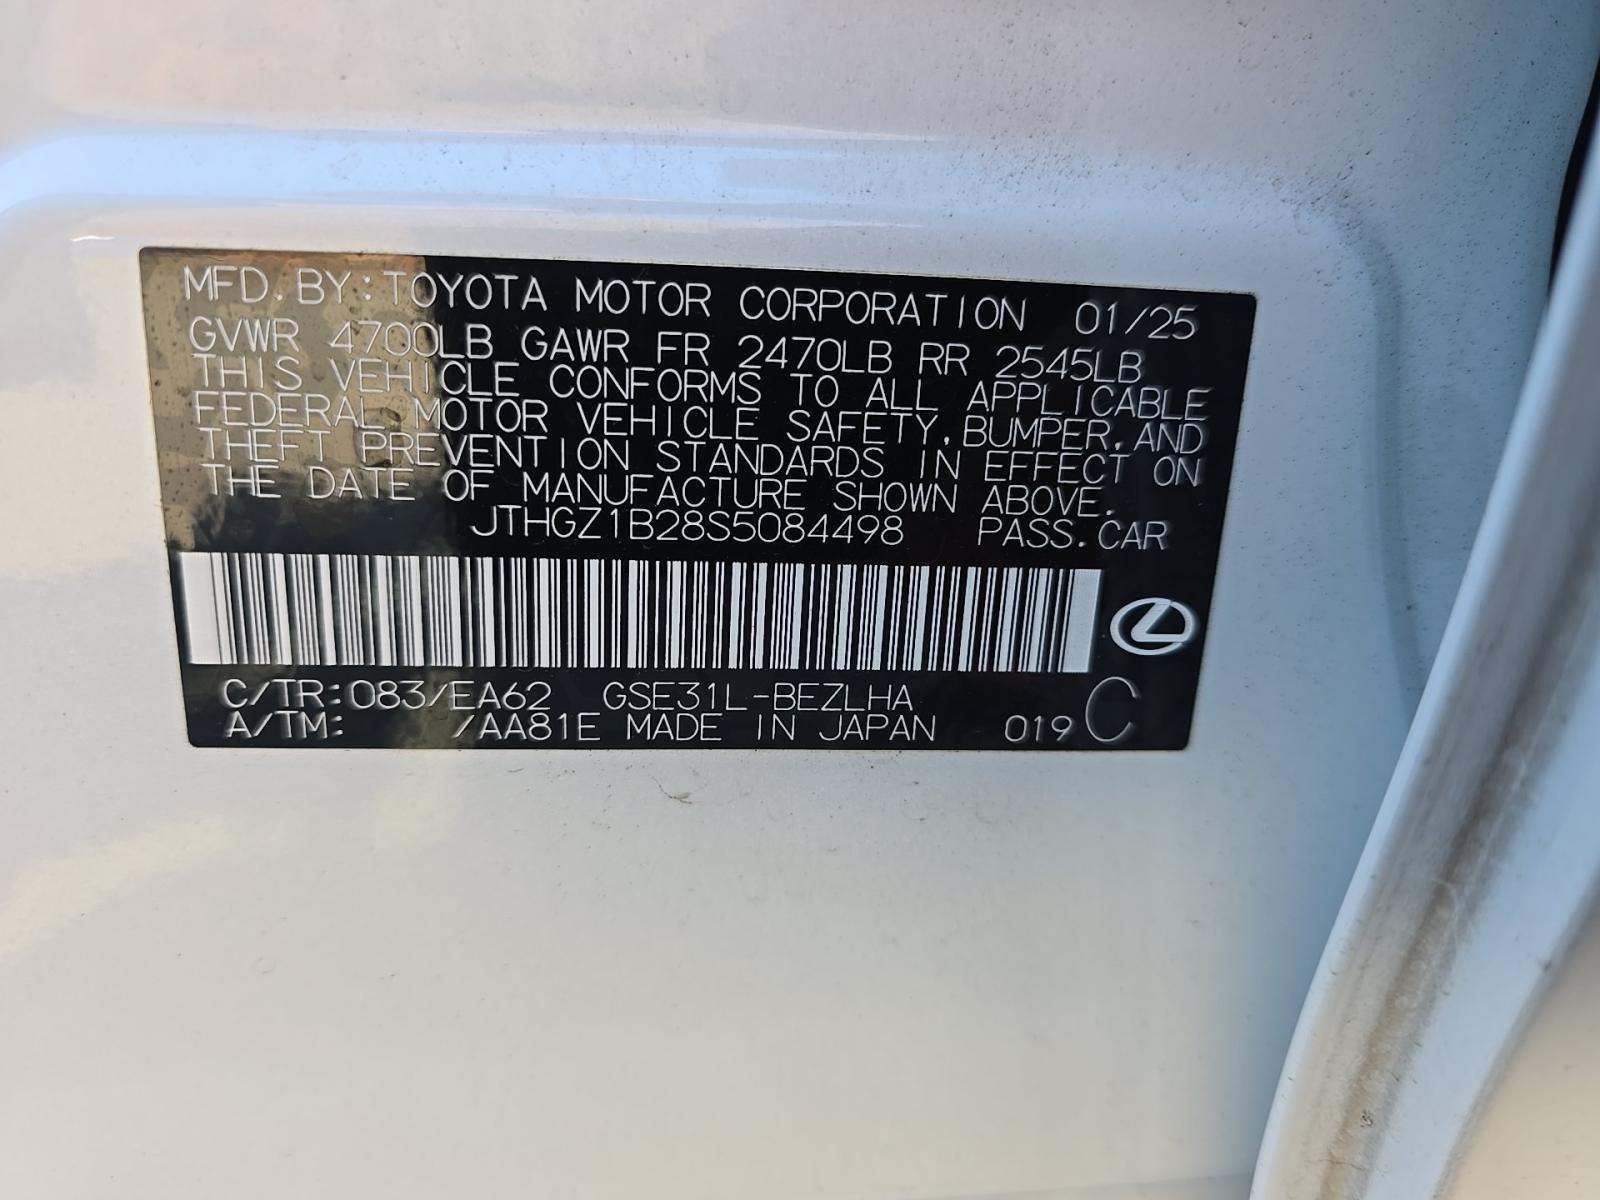 MFD. BY: TOYOTA MOTOR CORPORATION 01/25
GVWR 4700LB GAWR FR 2470LB RR 2545LB
THIS VEHICLE CONFORMS TO ALL APPLICABLE
FEDERAL MOTOR VEHICLE SAFETY, BUMPER, AND
THEFT PREVENTION STANDARDS IN EFFECT ON
THE DATE OF MANUFACTURE SHOWN ABOVE.
JTHGZ1B28S5084498 PASS. CAR
C/TR: 083/EA62 GSE31L-BEZLHA
A/TM: /AA81E MADE IN JAPAN 019 C